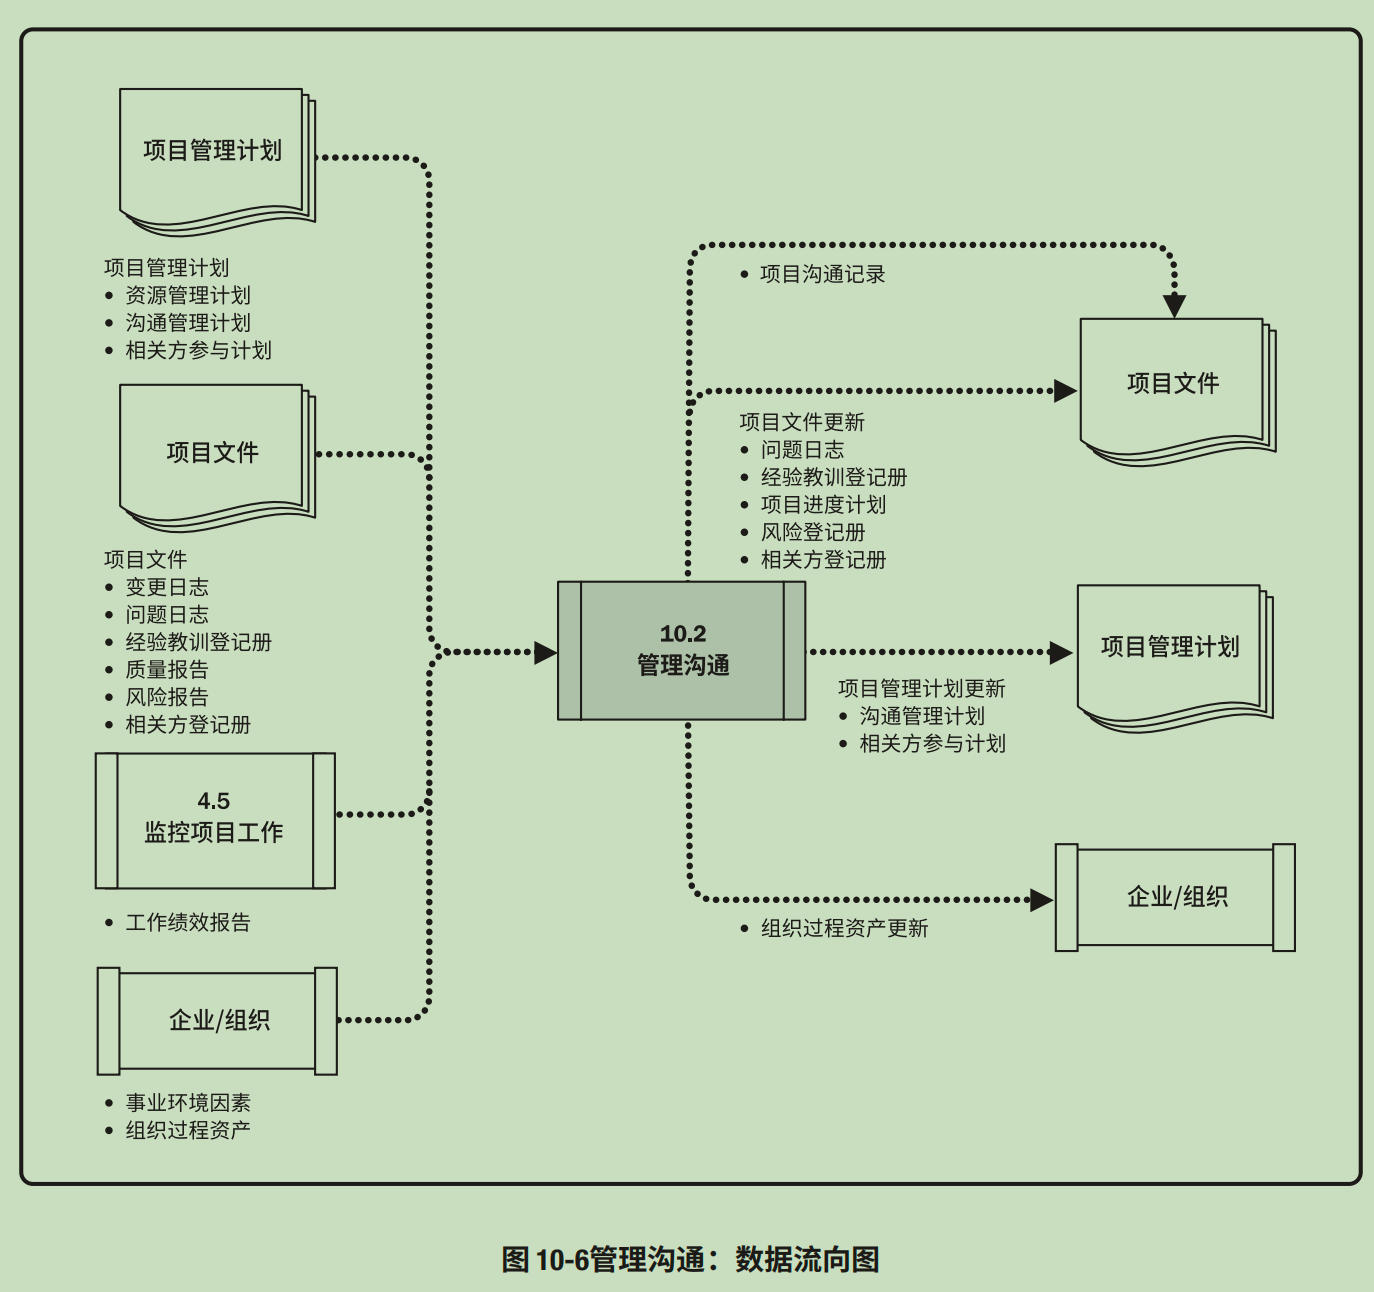 项目管理计划
项目管理计划
• 资源管理计划
• 沟通管理计划
• 相关方参与计划
项目文件
项目文件
• 变更日志
• 问题日志
• 经验教训登记册
• 质量报告
• 风险报告
• 相关方登记册
4.5
监控项目工作
• 工作绩效报告
企业/组织
• 事业环境因素
• 组织过程资产
10.2
管理沟通
• 项目沟通记录
项目文件
项目文件更新
• 问题日志
• 经验教训登记册
• 项目进度计划
• 风险登记册
• 相关方登记册
项目管理计划
项目管理计划更新
• 沟通管理计划
• 相关方参与计划
企业/组织
• 组织过程资产更新
图 10-6管理沟通：数据流向图